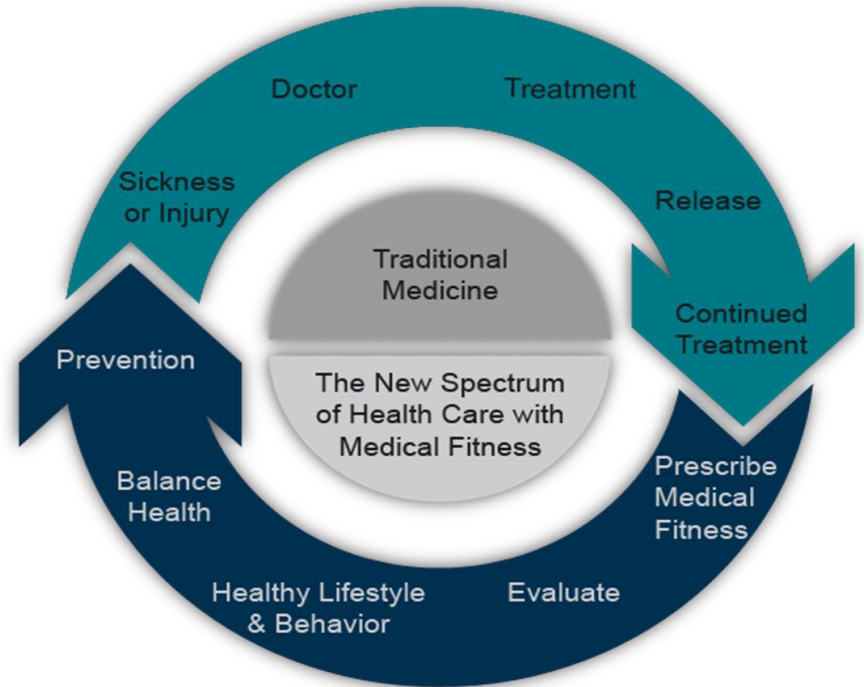 Doctor
Treatment
Sickness
or Injury
Release
Traditional
Medicine
Continued
Treatment
Prevention
The New Spectrum
of Health Care with
Medical Fitness
Prescribe
Medical
Fitness
Balance
Health
Healthy Lifestyle
& Behavior
Evaluate